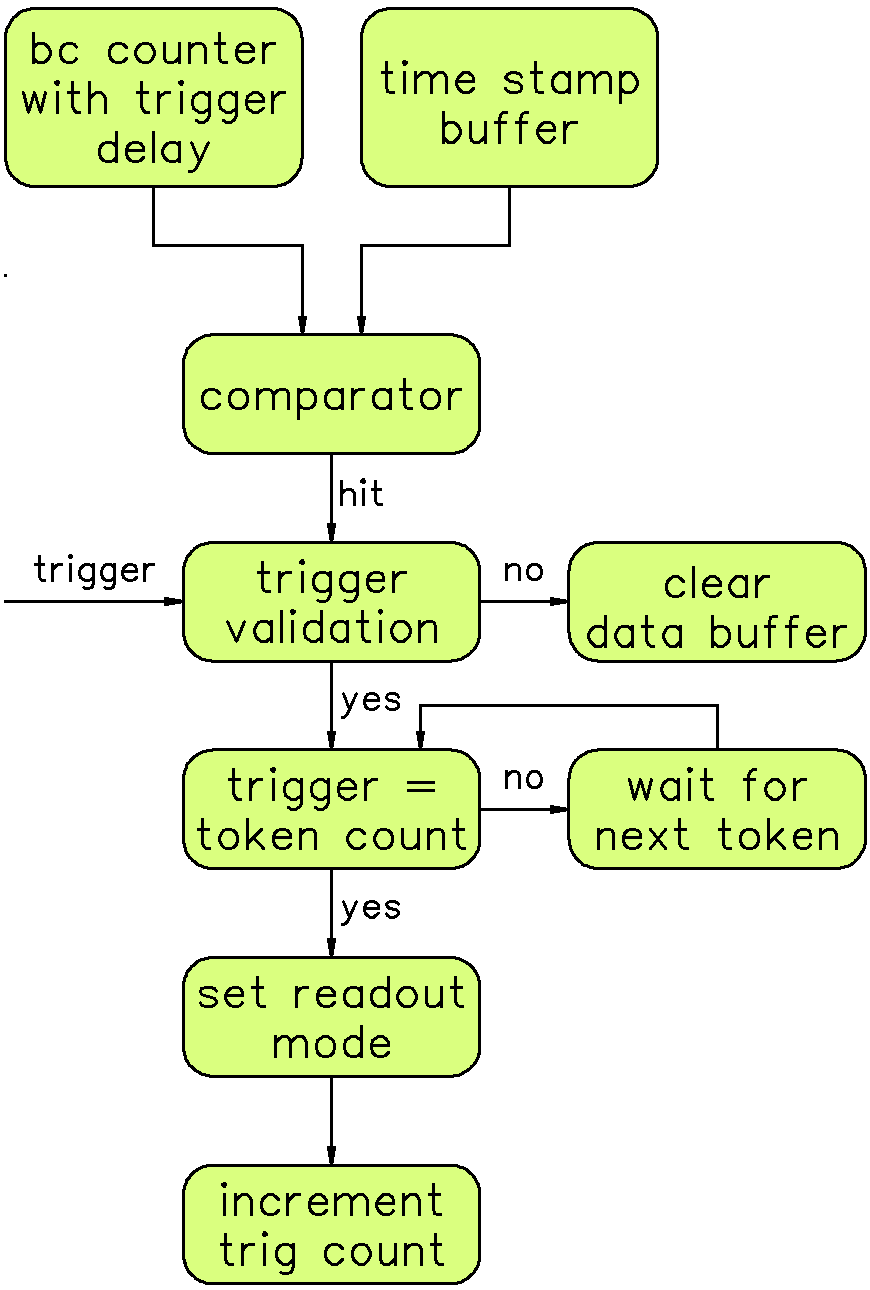 bc counter
with trigger
delay
time stamp
buffer
comparator
hit
trigger
trigger
validation
no
clear
data buffer
yes
trigger =
token count
no
wait for
next token
yes
set readout
mode
increment
trig count